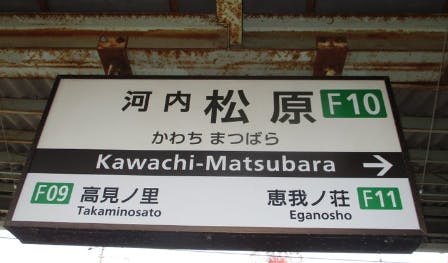 河内松原 F10
かわち まつばら
Kawachi-Matsubara →
F09 高見ノ里 恵我ノ荘 F11
Takaminosato Eganosho